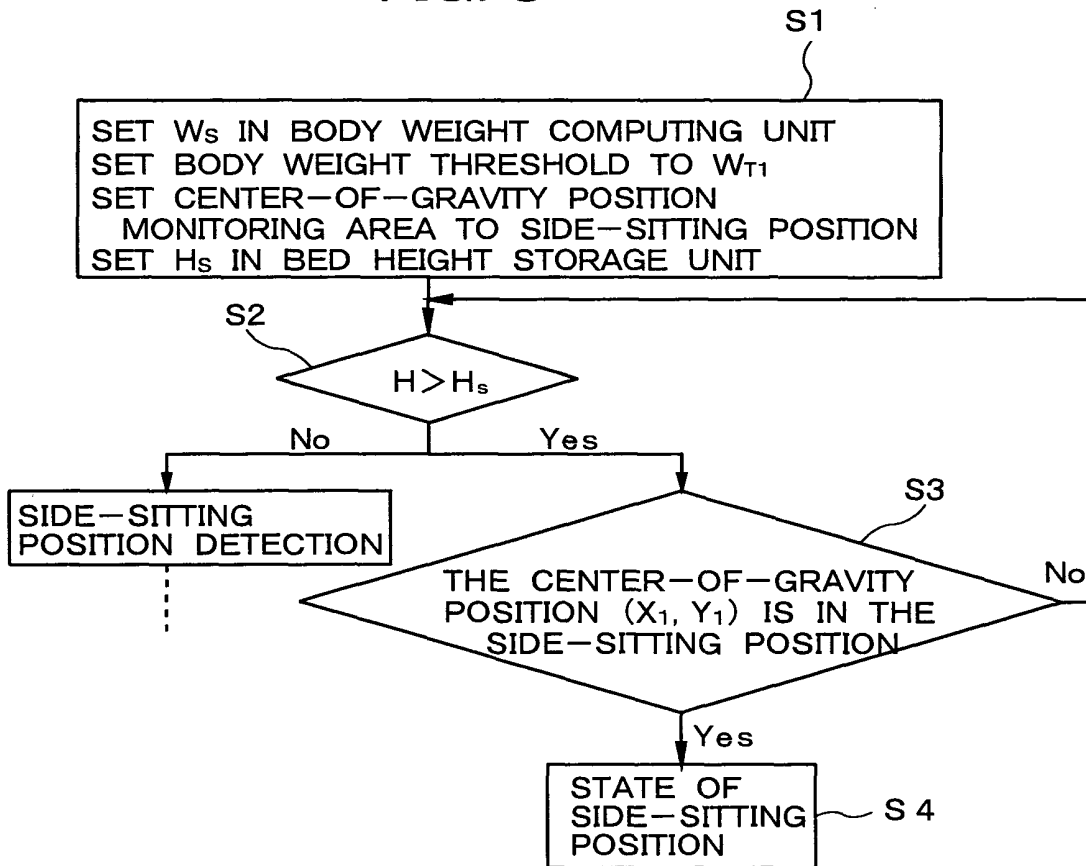 S1
SET WS IN BODY WEIGHT COMPUTING UNIT
SET BODY WEIGHT THRESHOLD TO WT1
SET CENTER-OF-GRAVITY POSITION
MONITORING AREA TO SIDE-SITTING POSITION
SET HS IN BED HEIGHT STORAGE UNIT
S2
H>Hs
No
Yes
SIDE-SITTING
POSITION DETECTION
S3
THE CENTER-OF-GRAVITY
POSITION (X1, Y1) IS IN THE
SIDE-SITTING POSITION
No
Yes
STATE OF
SIDE-SITTING
POSITION
S4